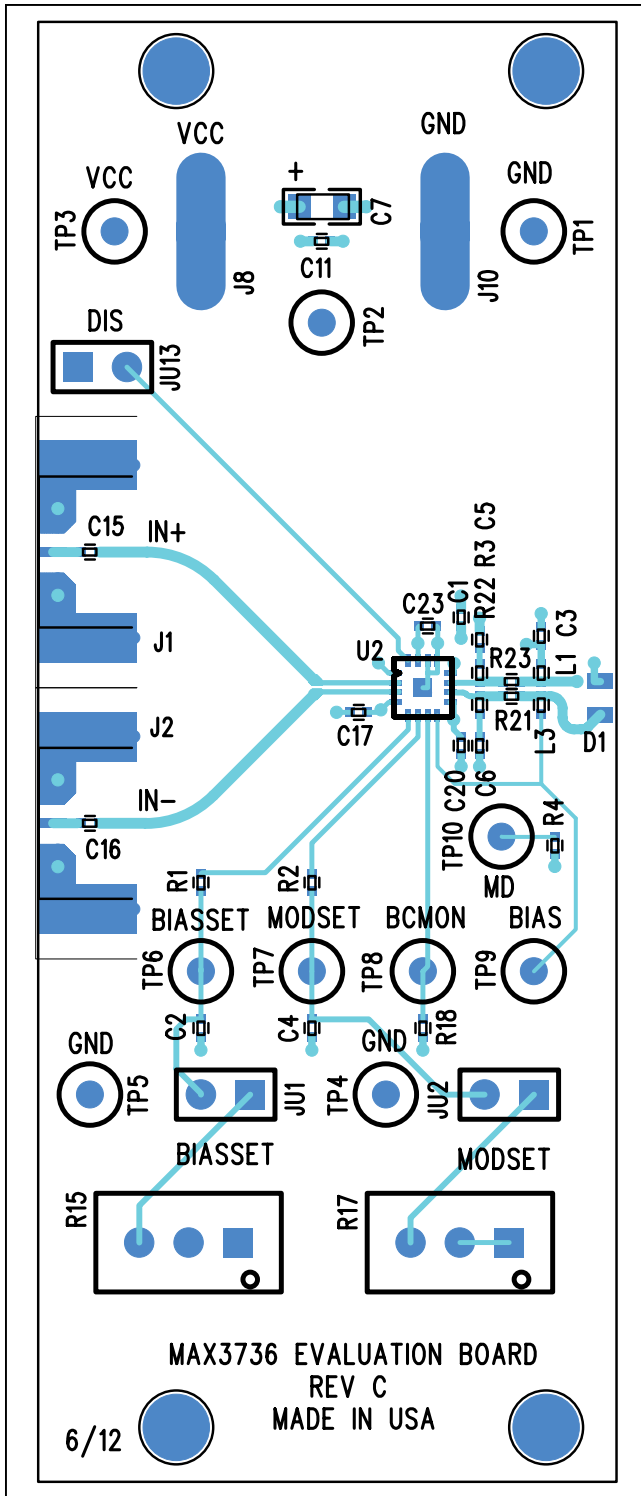 VCC
GND
VCC
+
GND
TP3
C7
TP1
C11
J8
J10
TP2
DIS
JU13
C15
IN+
C5
R3
C1
R22
C23
C3
J1
U2
R23
L1
J2
C17
R21
L3
D1
IN-
C20
C6
C16
TP10
R4
R1
R2
MD
BIASSET
MODSET
BCMON
BIAS
TP6
TP7
TP8
TP9
C2
C4
R18
GND
GND
TP5
JU1
TP4
JU2
BIASSET
MODSET
R15
R17
MAX3736 EVALUATION BOARD
REV C
MADE IN USA
6/12